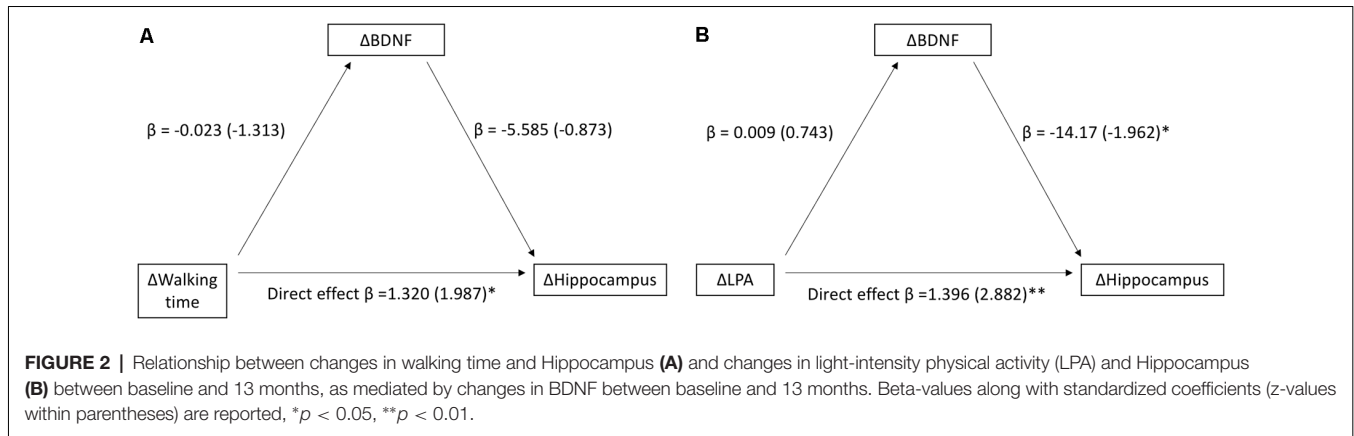 A
ΔBDNF
β = -0.023 (-1.313)
β = -5.585 (-0.873)
ΔWalking
time
Direct effect β =1.320 (1.987)*
ΔHippocampus
B
ΔBDNF
β = 0.009 (0.743)
β = -14.17 (-1.962)*
ΔLPA
Direct effect β =1.396 (2.882)**
ΔHippocampus
FIGURE 2 | Relationship between changes in walking time and Hippocampus (A) and changes in light-intensity physical activity (LPA) and Hippocampus
(B) between baseline and 13 months, as mediated by changes in BDNF between baseline and 13 months. Beta-values along with standardized coefficients (z-values
within parentheses) are reported, *p < 0.05, **p < 0.01.